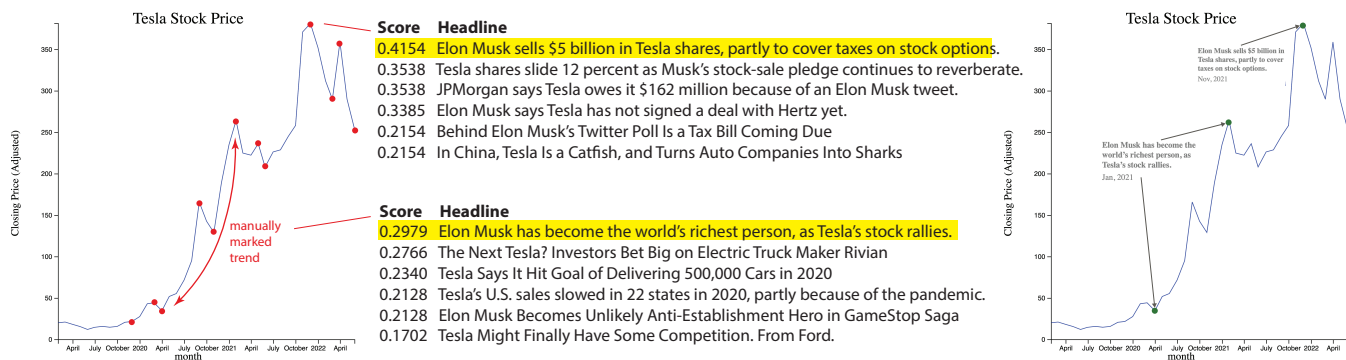 Tesla Stock Price
Closing Price (Adjusted)
350
300
250
200
150
100
50
0
April
July
October
2020
April
July
October
2021
April
July
October
2022
April
month
manually
marked
trend
Score Headline
0.4154 Elon Musk sells $5 billion in Tesla shares, partly to cover taxes on stock options.
0.3538 Tesla shares slide 12 percent as Musk's stock-sale pledge continues to reverberate.
0.3538 JPMorgan says Tesla owes it $162 million because of an Elon Musk tweet.
0.3385 Elon Musk says Tesla has not signed a deal with Hertz yet.
0.2154 Behind Elon Musk's Twitter Poll Is a Tax Bill Coming Due
0.2154 In China, Tesla Is a Catfish, and Turns Auto Companies Into Sharks
Score Headline
0.2979 Elon Musk has become the world's richest person, as Tesla's stock rallies.
0.2766 The Next Tesla? Investors Bet Big on Electric Truck Maker Rivian
0.2340 Tesla Says It Hit Goal of Delivering 500,000 Cars in 2020
0.2128 Tesla's U.S. sales slowed in 22 states in 2020, partly because of the pandemic.
0.2128 Elon Musk Becomes Unlikely Anti-Establishment Hero in GameStop Saga
0.1702 Tesla Might Finally Have Some Competition. From Ford.
Tesla Stock Price
Closing Price (Adjusted)
350
300
250
200
150
100
50
0
Elon Musk sells $5 billion in
Tesla shares, partly to cover
taxes on stock options.
Nov, 2021
Elon Musk has become the
world's richest person, as
Tesla's stock rallies.
Jan, 2021
April
July
October
2020
April
July
October
2021
April
July
October
2022
April
month